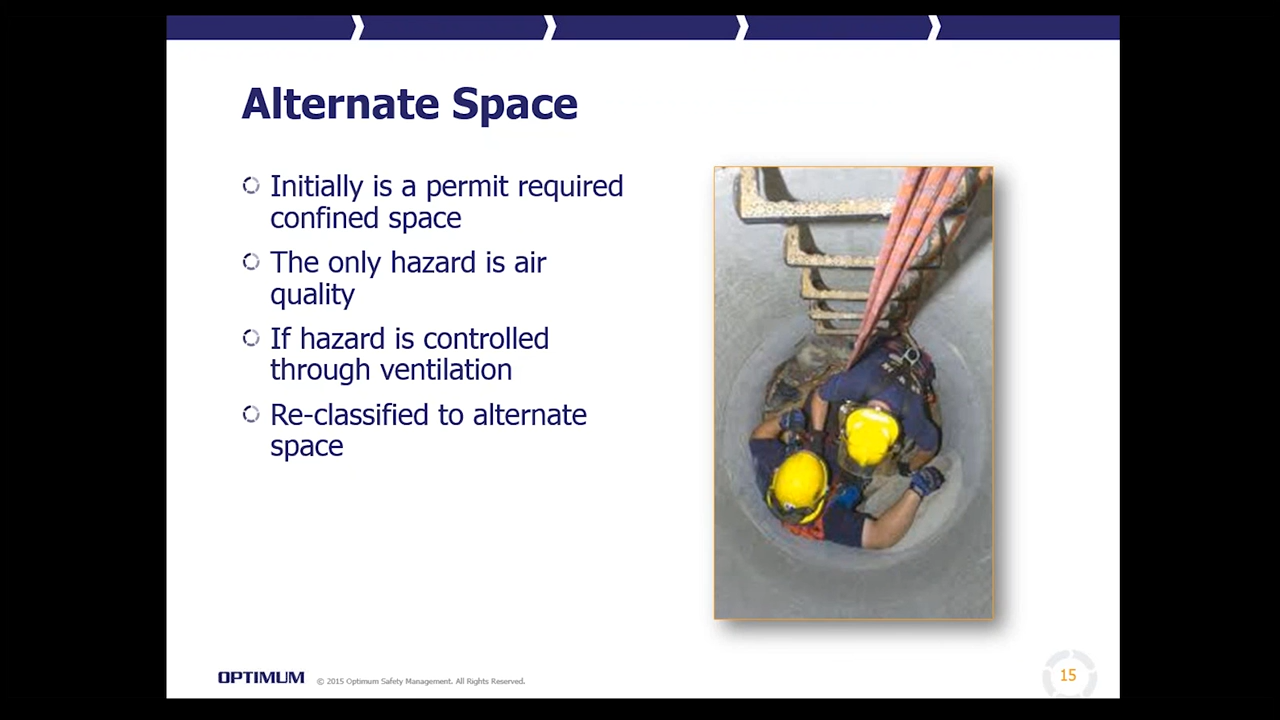 Alternate Space
Initially is a permit required
confined space
The only hazard is air
quality
If hazard is controlled
through ventilation
Re-classified to alternate
space
OPTIMUM © 2015 Optimum Safety Management. All Rights Reserved.
15